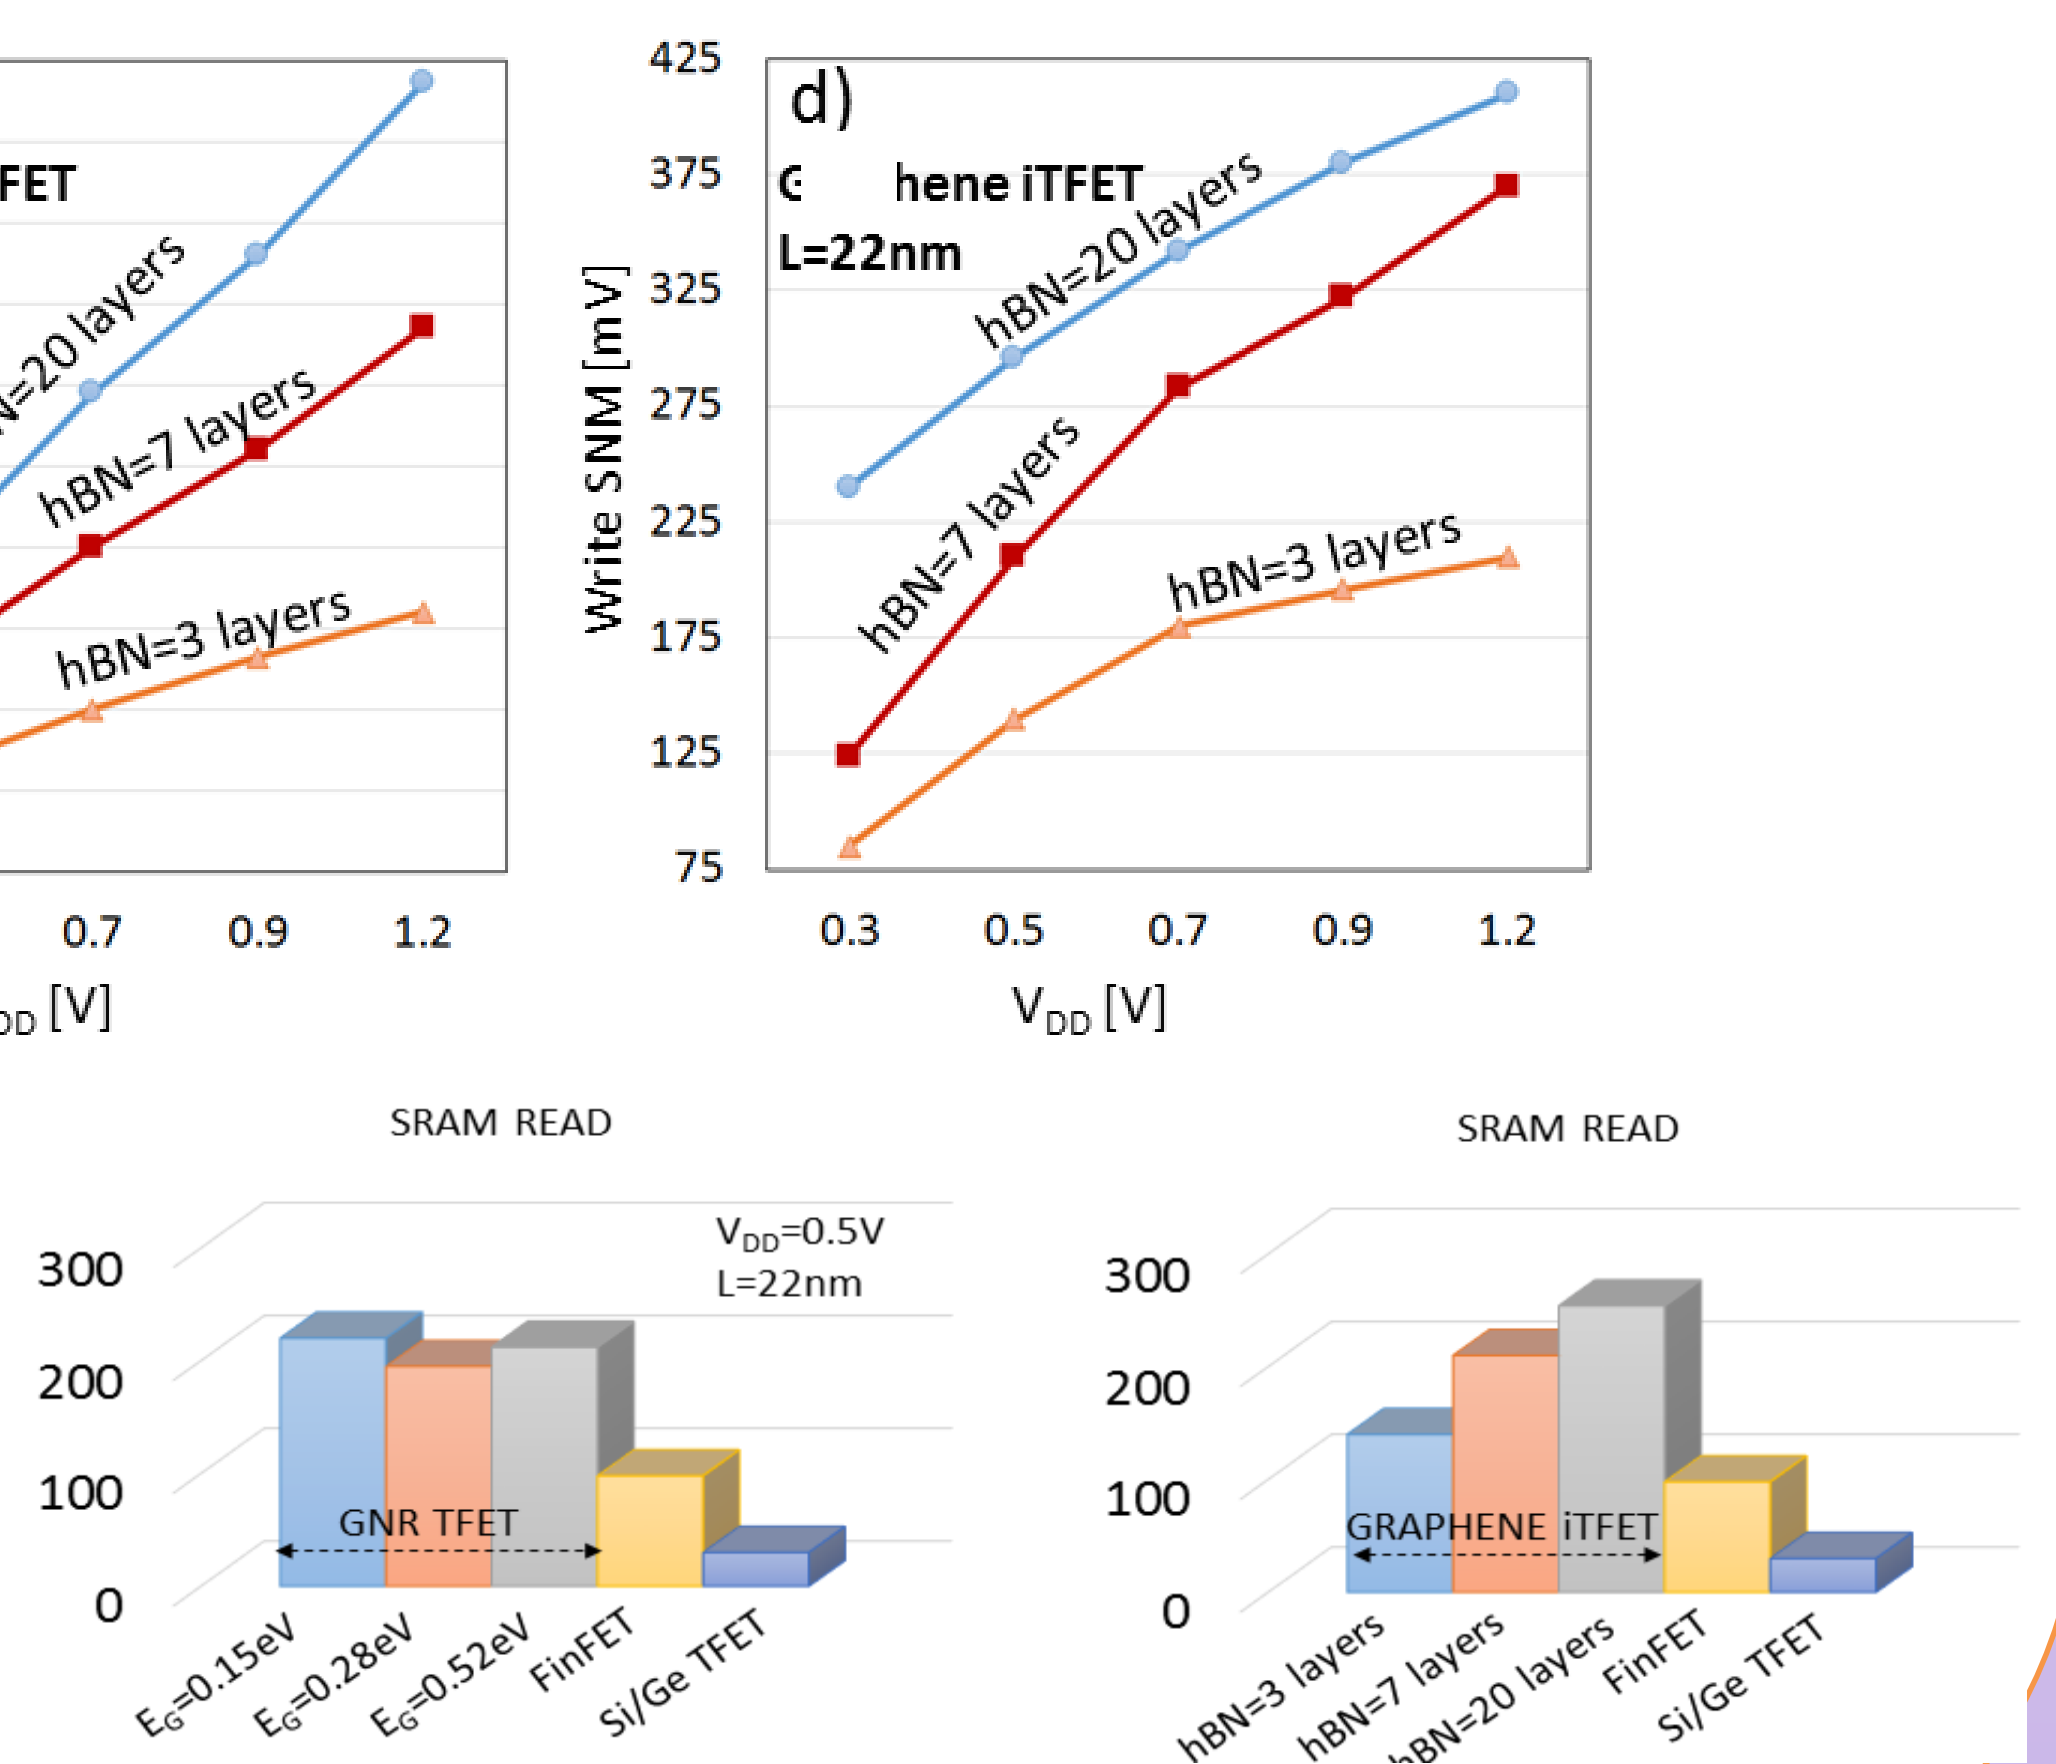 FET
N=20 layers
hBN=7 layers
hBN=3 layers
0.7 0.9 1.2
DD [V]
425
375
325
275
225
175
125
75
Write SNM [mV]
d)
G hene iTFET
L=22nm
hBN=20 layers
hBN=7 layers
hBN=3 layers
0.3 0.5 0.7 0.9 1.2
VDD [V]
SRAM READ
VDD=0.5V
L=22nm
300
200
100
0
GNR TFET
EG=0.15eV
EG=0.28eV
EG=0.52eV
FinFET
Si/Ge TFET
SRAM READ
300
200
100
0
GRAPHENE iTFET
hBN=3 layers
hBN=7 layers
hBN=20 layers
FinFET
Si/Ge TFET